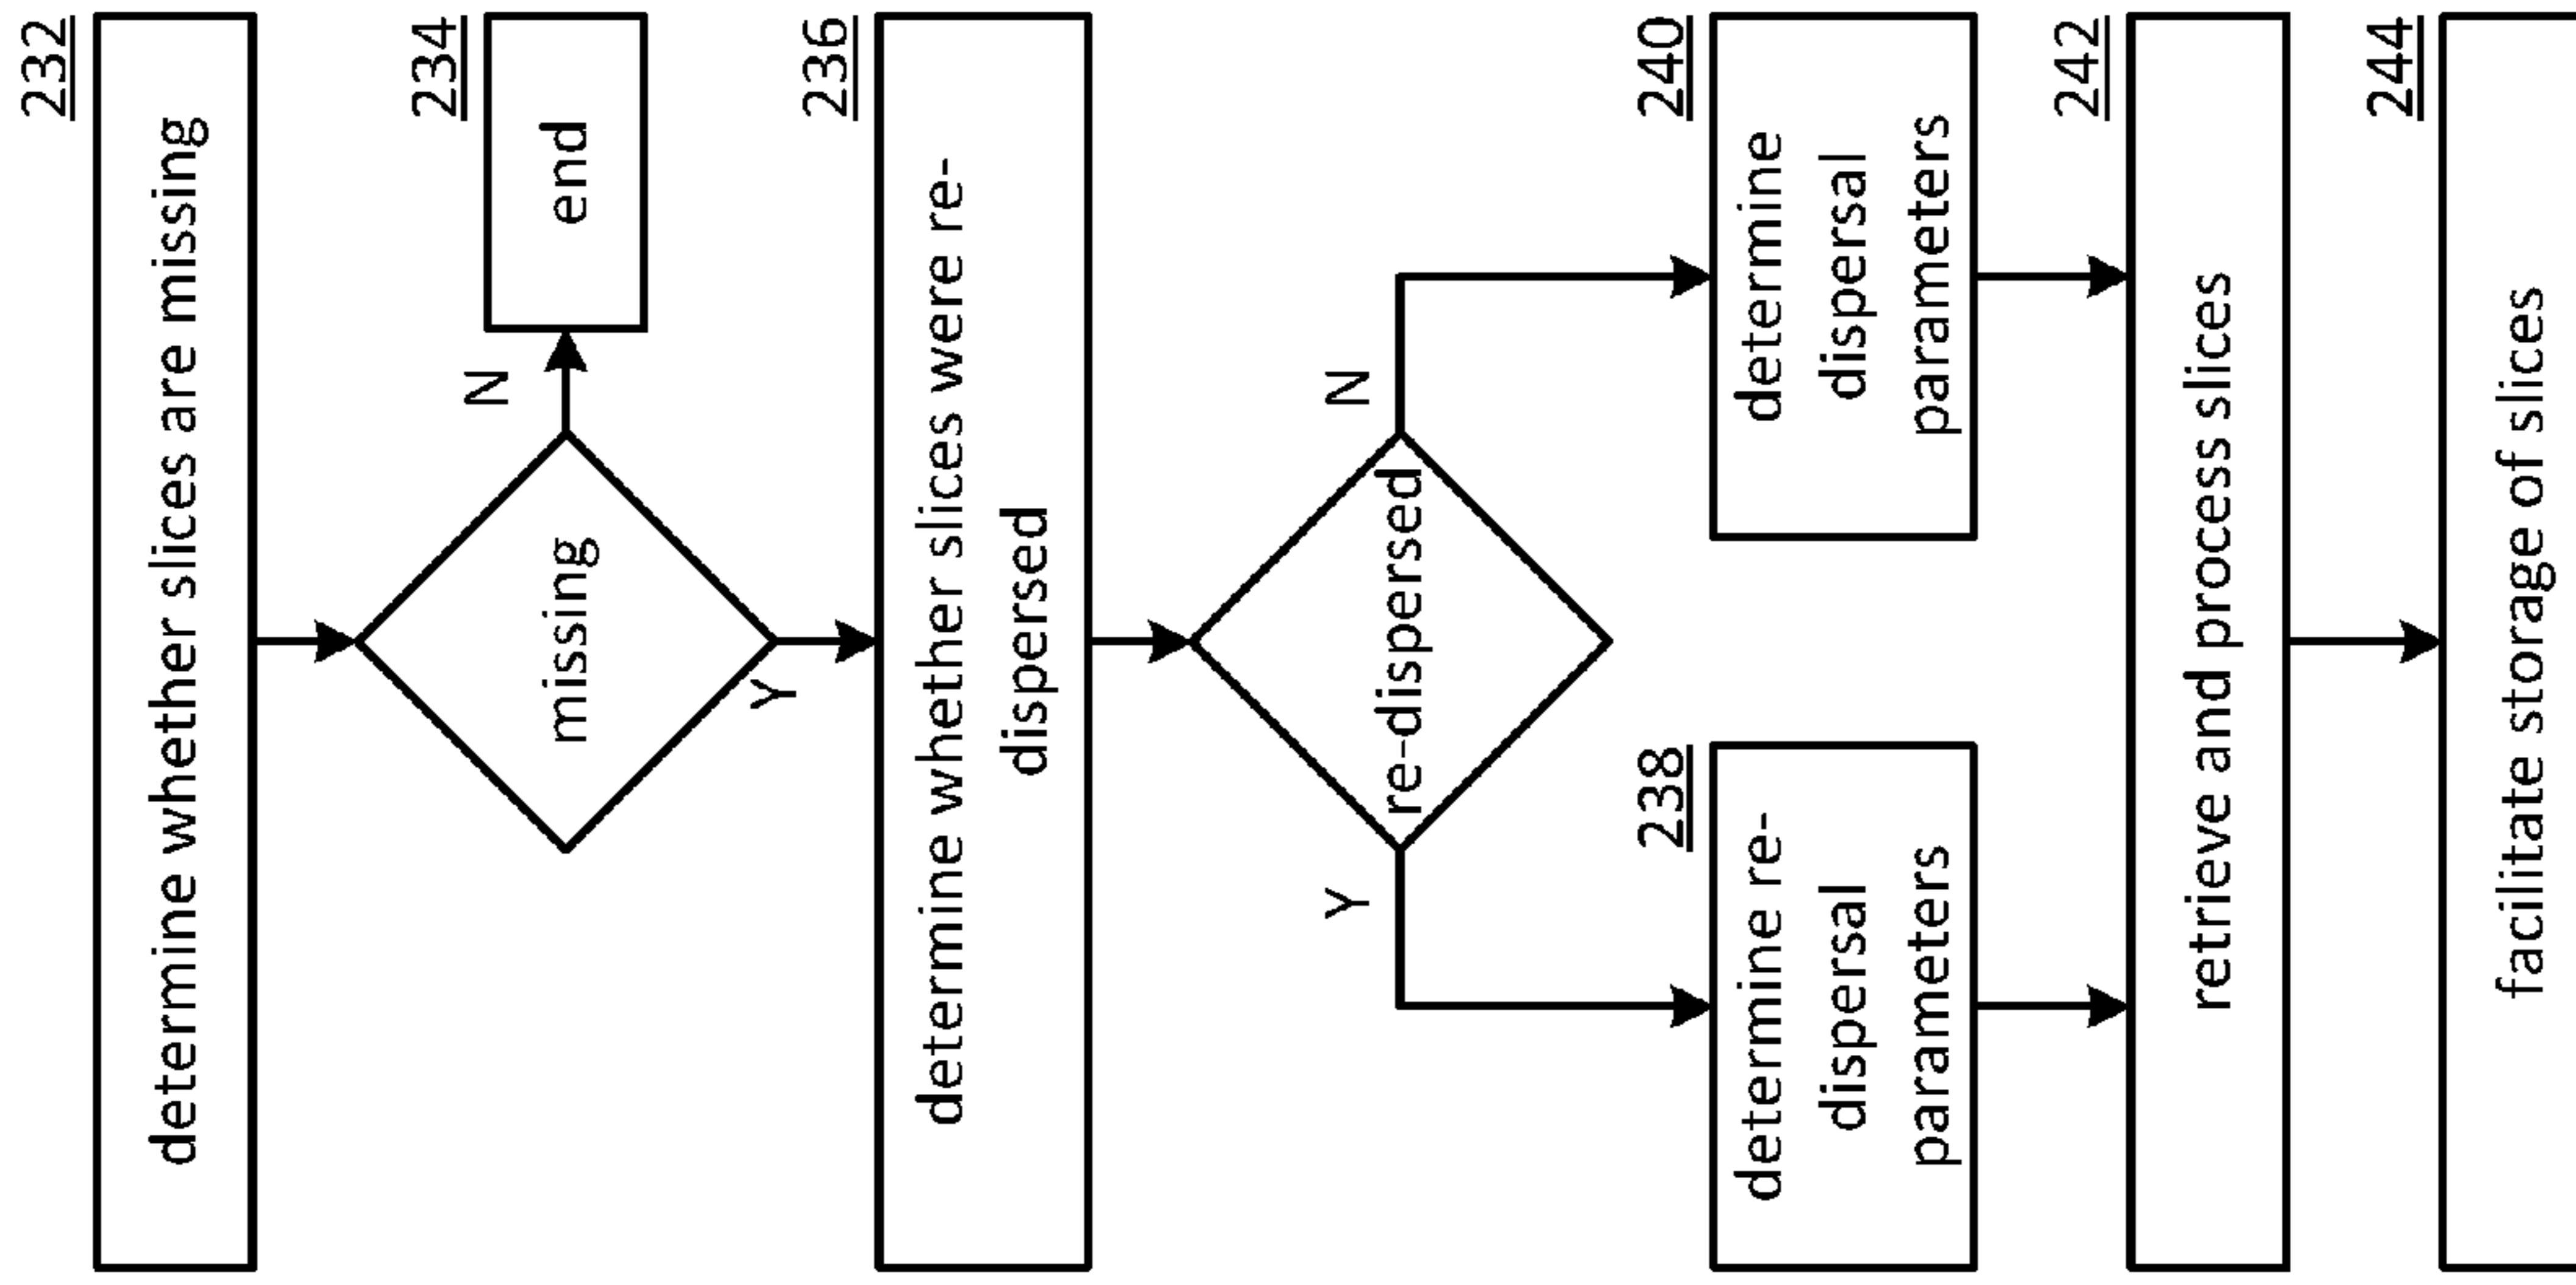 232
determine whether slices are missing
234
end
N
missing
Y
236
determine whether slices were re-
dispersed
re-dispersed
Y
N
238
determine re-
dispersal
parameters
240
determine
dispersal
parameters
242
retrieve and process slices
244
facilitate storage of slices